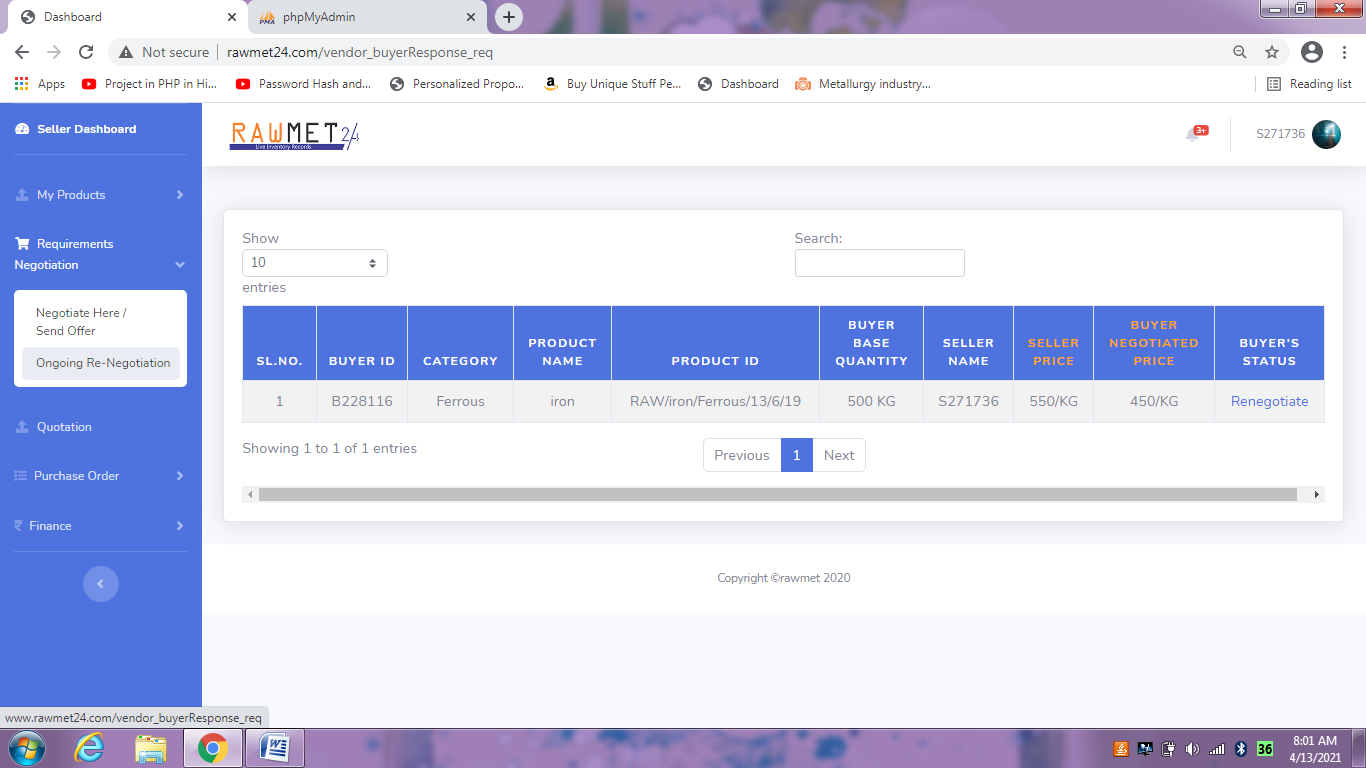 Dashboard
phpMyAdmin
Not secure
rawmet24.com/vendor_buyerResponse_req
Apps
Project in PHP in Hi...
Password Hash and...
Personalized Propo...
Buy Unique Stuff Pe...
Dashboard
Metallurgy industry...
Reading list
Seller Dashboard
My Products
Requirements
Negotiation
Negotiate Here /
Send Offer
Ongoing Re-Negotiation
Quotation
Purchase Order
Finance
RAWMET24
Live Inventory Records
3+
S271736
Show
10
entries
Search:
SL.NO.
BUYER ID
CATEGORY
PRODUCT
NAME
PRODUCT ID
BUYER
BASE
QUANTITY
SELLER
NAME
SELLER
PRICE
BUYER
NEGOTIATED
PRICE
BUYER'S
STATUS
1
B228116
Ferrous
iron
RAW/iron/Ferrous/13/6/19
500 KG
S271736
550/KG
450/KG
Renegotiate
Showing 1 to 1 of 1 entries
Previous
1
Next
Copyright ©rawmet 2020
www.rawmet24.com/vendor_buyerResponse_req
36
8:01 AM
4/13/2021